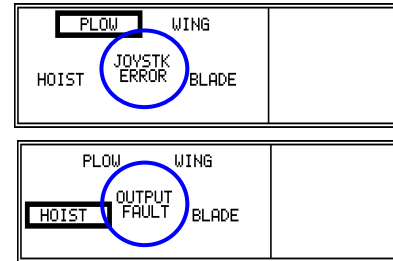 PLOW WING
JOYSTK
ERROR
HOIST BLADE
PLOW WING
OUTPUT
FAULT
HOIST BLADE